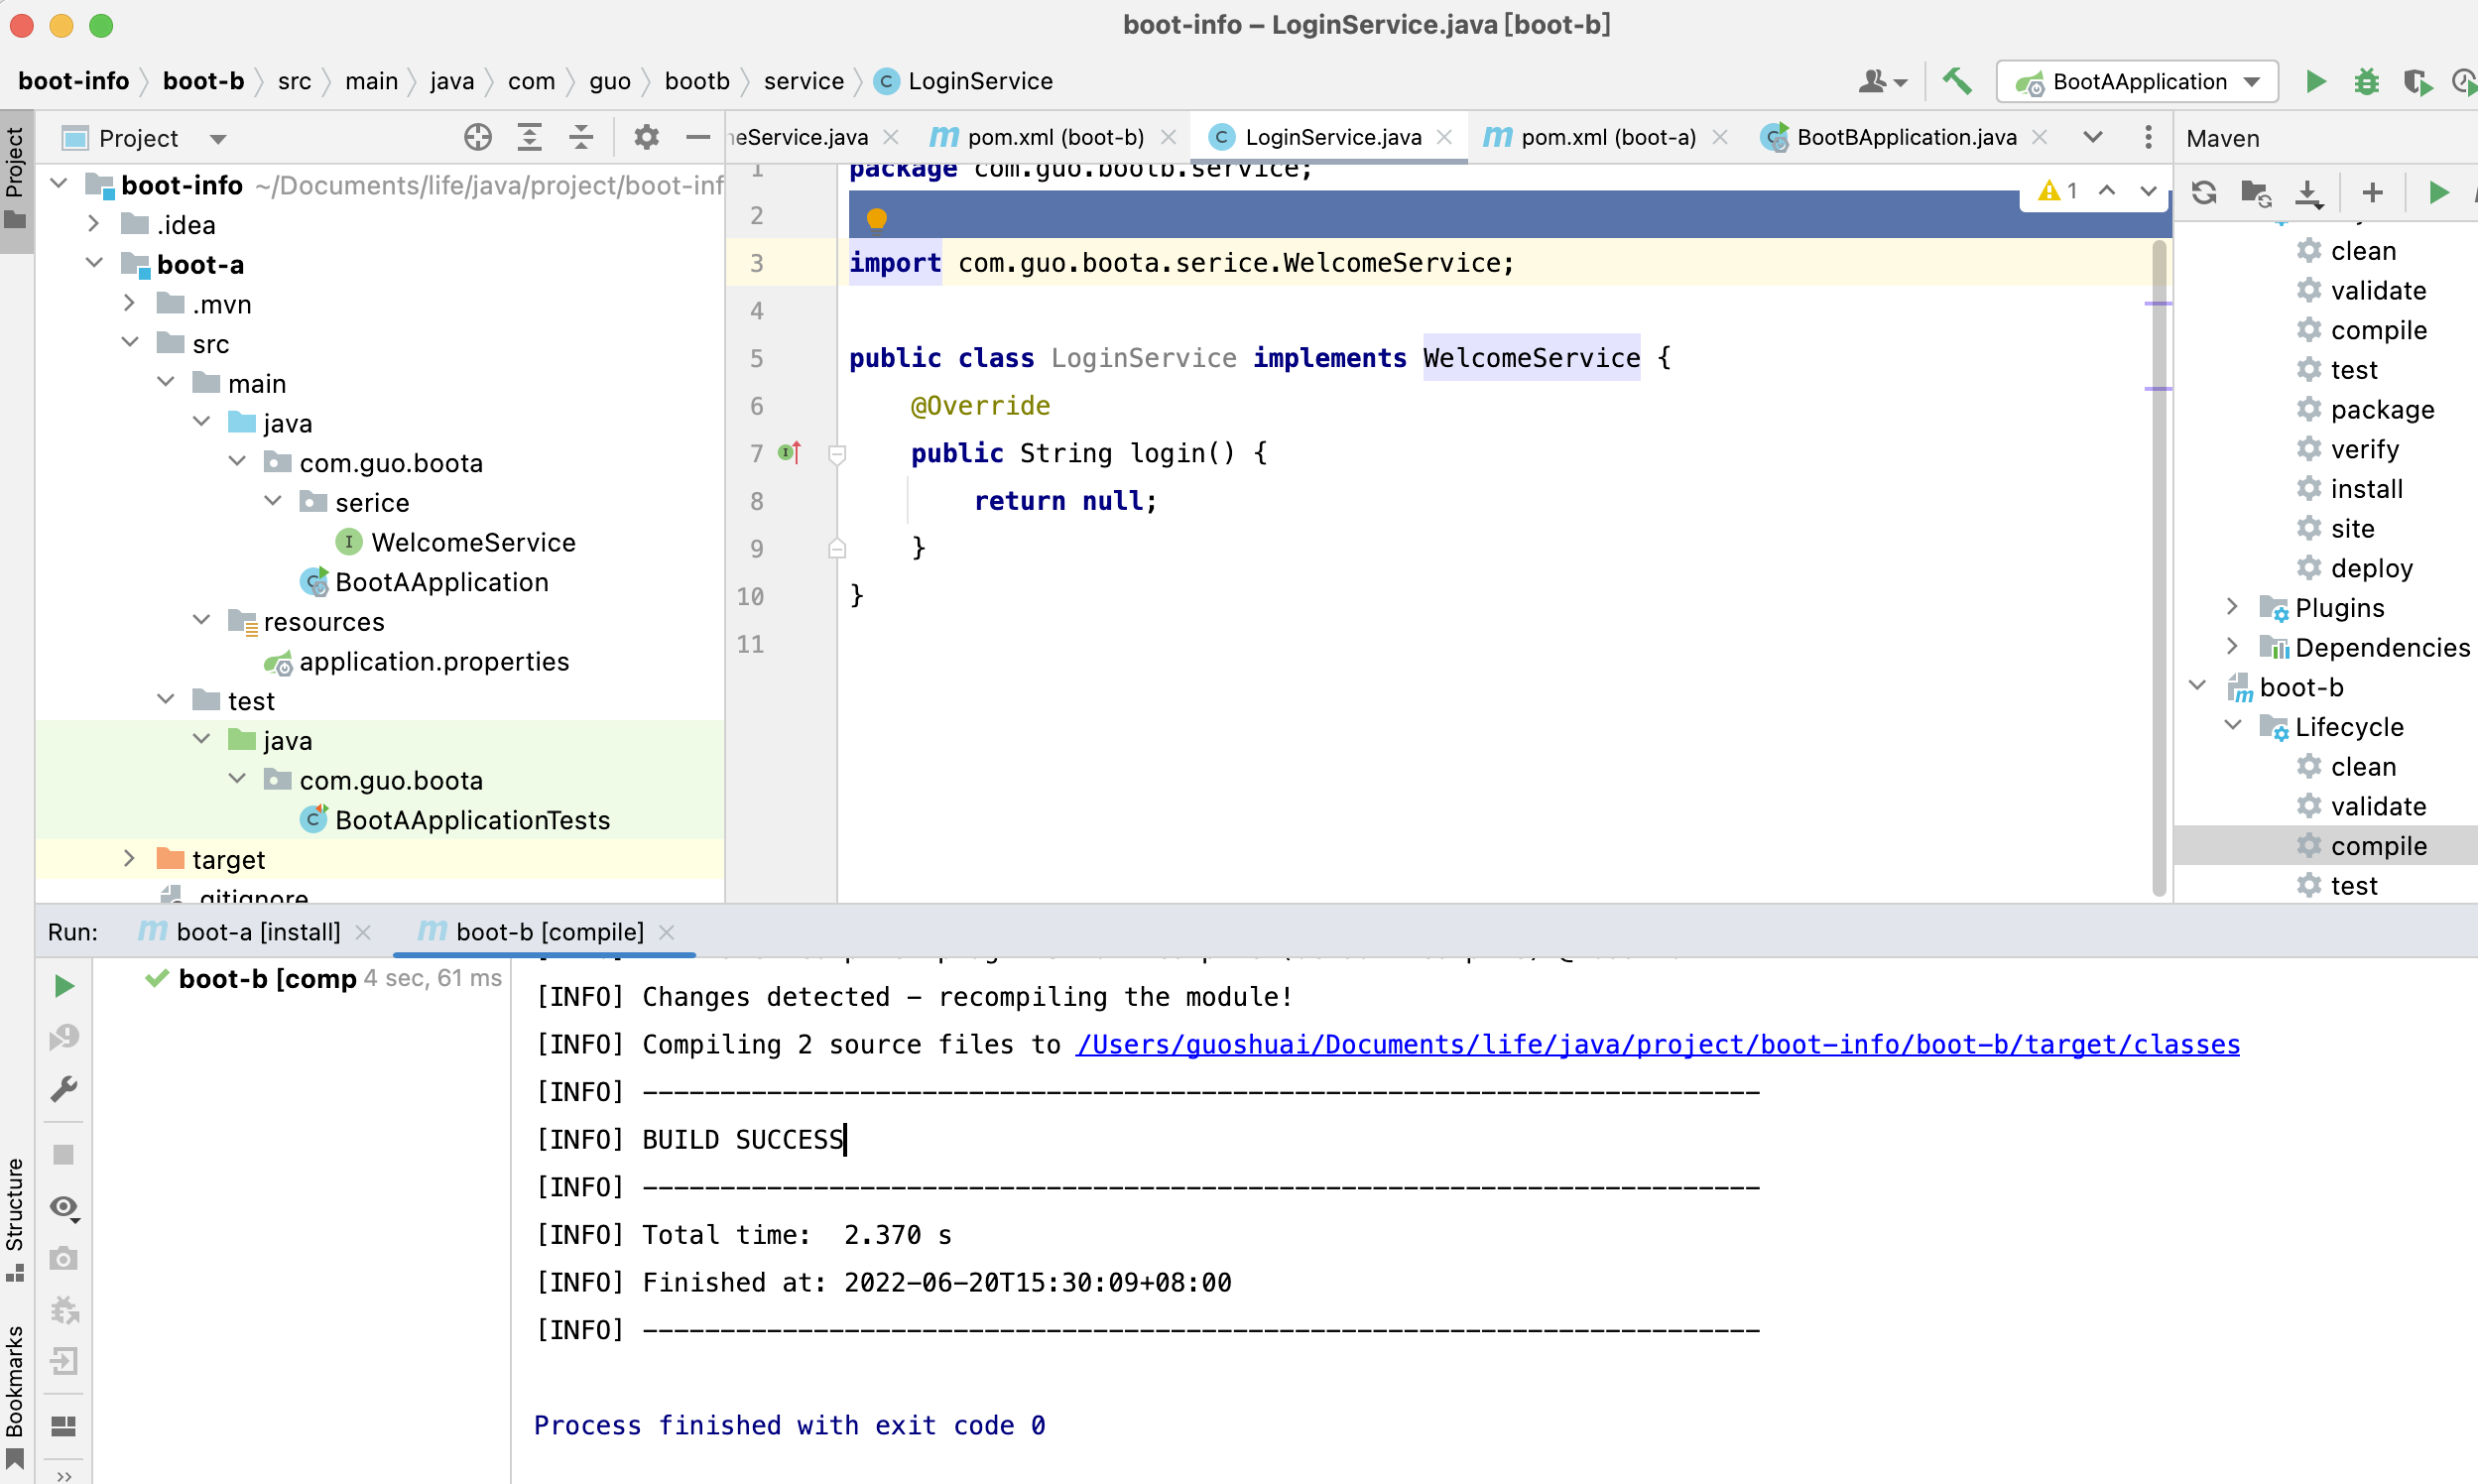 boot-info – LoginService.java [boot-b]
boot-info boot-b src main java com guo bootb service LoginService
BootAApplication
Project
Project
eService.java
pom.xml (boot-b)
LoginService.java
pom.xml (boot-a)
BootBApplication.java
Maven
boot-info ~/Documents/life/java/project/boot-inf
.idea
boot-a
.mvn
src
main
java
com.guo.boota
serice
WelcomeService
BootAApplication
resources
application.properties
test
java
com.guo.boota
BootAApplicationTests
target
.gitignore
1 package com.guo.bootb.service;
2
3 import com.guo.boota.serice.WelcomeService;
4
5 public class LoginService implements WelcomeService {
6 @Override
7 public String login() {
8 return null;
9 }
10 }
11
1
clean
validate
compile
test
package
verify
install
site
deploy
Plugins
Dependencies
boot-b
Lifecycle
clean
validate
compile
test
Run: boot-a [install] boot-b [compile]
boot-b [comp 4 sec, 61 ms
[INFO] Changes detected - recompiling the module!
[INFO] Compiling 2 source files to /Users/guoshuai/Documents/life/java/project/boot-info/boot-b/target/classes
[INFO] ------------------------------------------------------------------------
[INFO] BUILD SUCCESS
[INFO] ------------------------------------------------------------------------
[INFO] Total time:  2.370 s
[INFO] Finished at: 2022-06-20T15:30:09+08:00
[INFO] ------------------------------------------------------------------------
Process finished with exit code 0
Structure
Bookmarks